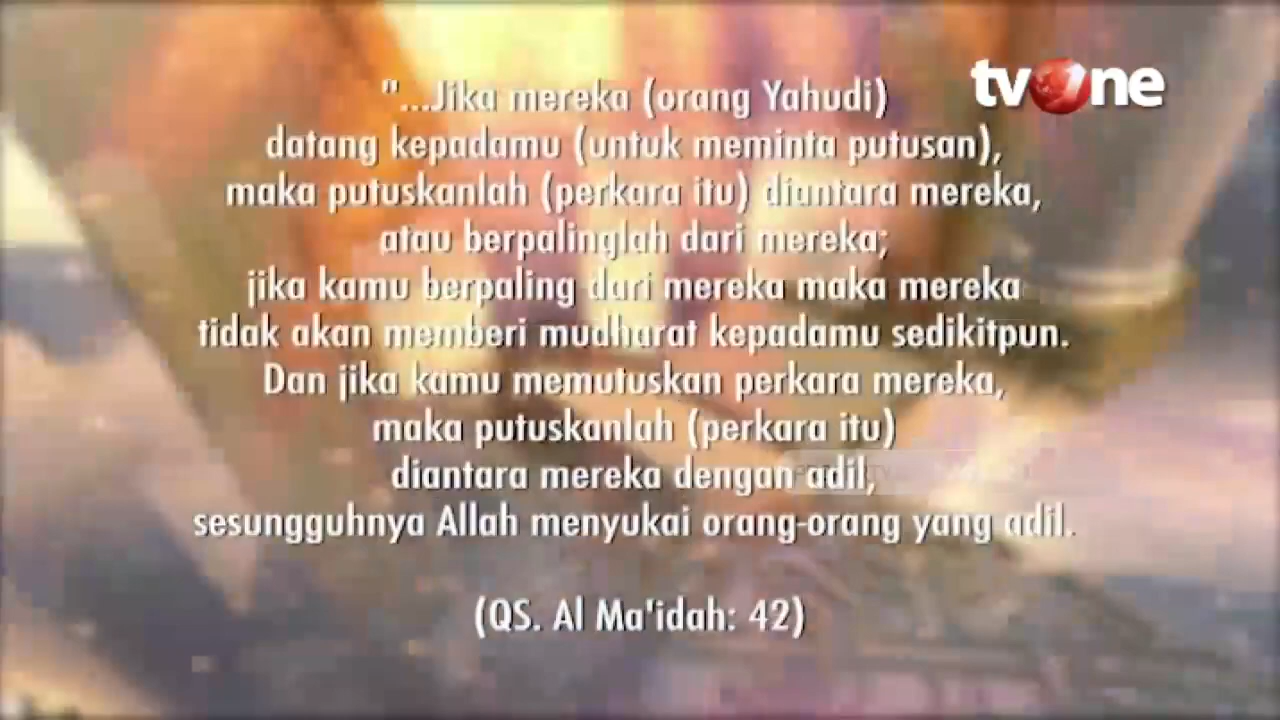 tvOne
"...Jika mereka (orang Yahudi)
datang kepadamu (untuk meminta putusan),
maka putuskanlah (perkara itu) diantara mereka,
atau berpalinglah dari mereka;
jika kamu berpaling dari mereka maka mereka
tidak akan memberi mudharat kepadamu sedikitpun.
Dan jika kamu memutuskan perkara mereka,
maka putuskanlah (perkara itu)
diantara mereka dengan adil,
sesungguhnya Allah menyukai orang-orang yang adil.
(QS. Al Ma'idah: 42)